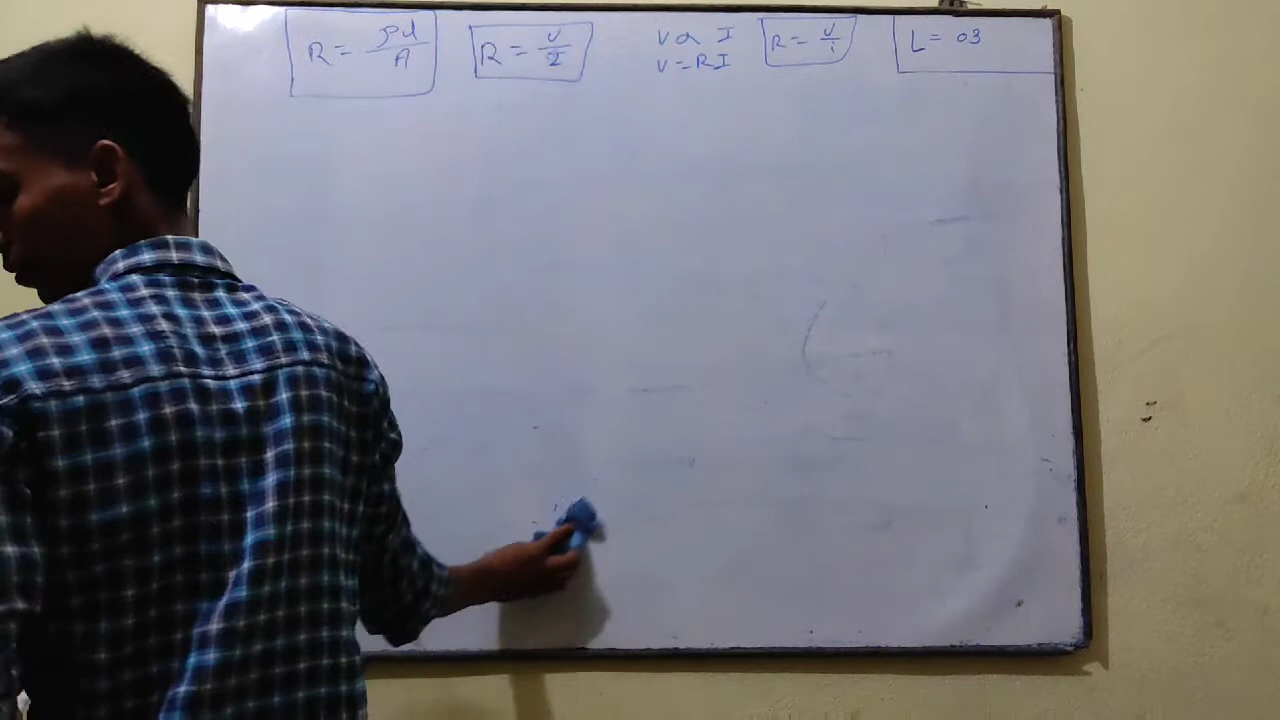 R = ρl / A
R = V / I
V α I
V = RI
R = V / i
L = 03